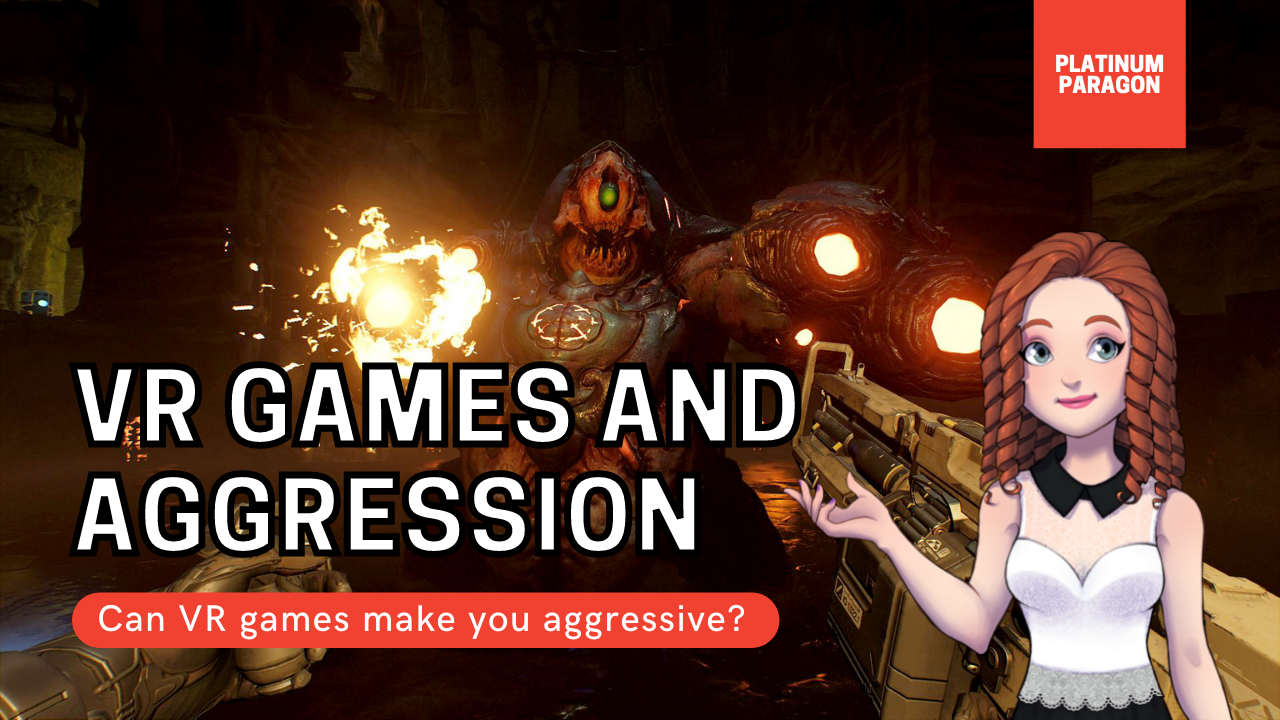 PLATINUM
PARAGON
VR GAMES AND
AGGRESSION
Can VR games make you aggressive?